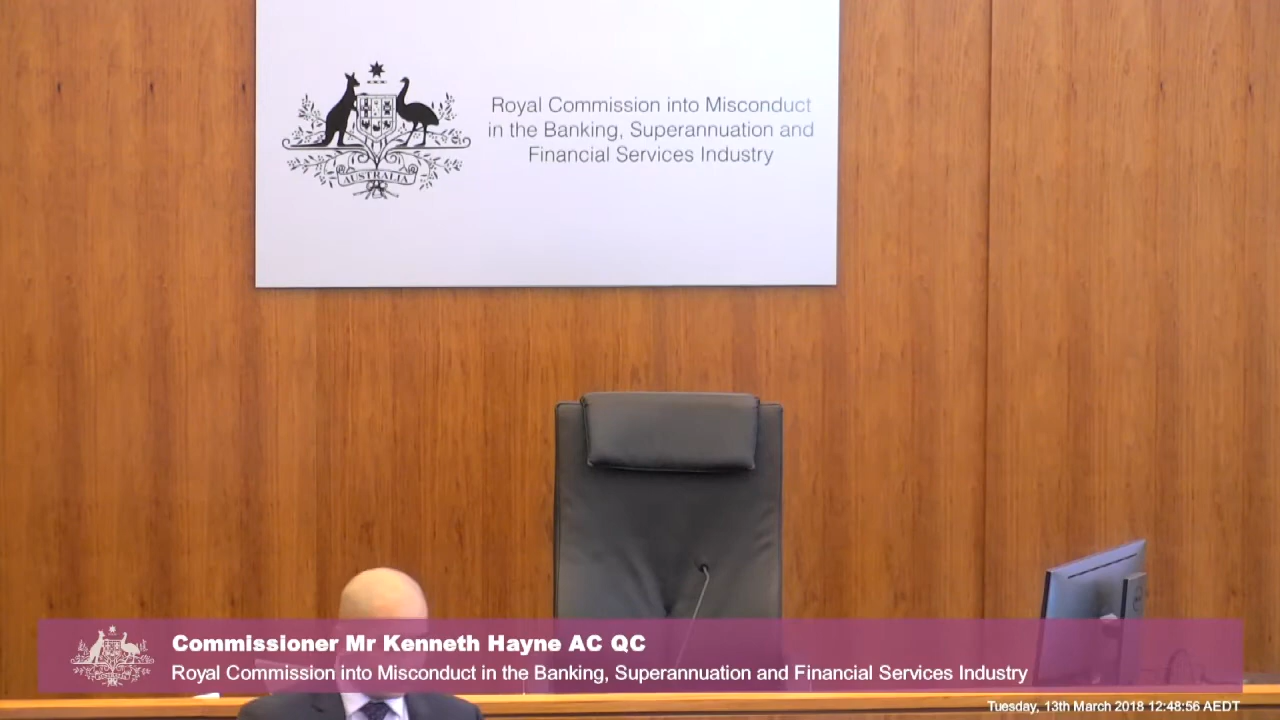 Royal Commission into Misconduct
in the Banking, Superannuation and
Financial Services Industry
AUSTRALIA
Commissioner Mr Kenneth Hayne AC QC
Royal Commission into Misconduct in the Banking, Superannuation and Financial Services Industry
Tuesday, 13th March 2018 12:48:56 AEDT